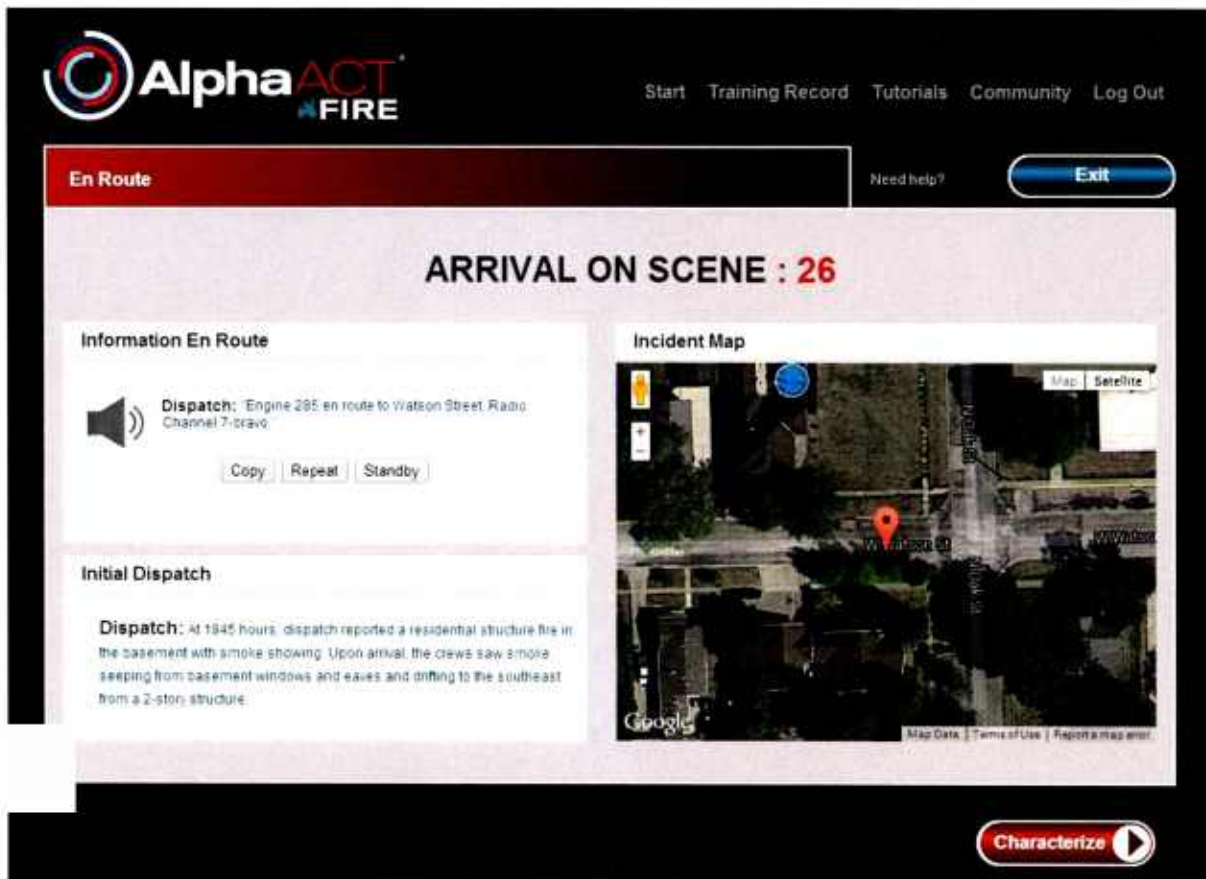 AlphaACT
FIRE
Start Training Record Tutorials Community Log Out
En Route
Need help?
Exit
ARRIVAL ON SCENE : 26
Information En Route
Dispatch: "Engine 285 en route to Watson Street. Radio
Channel 7-bravo
Copy Repeat Standby
Initial Dispatch
Dispatch: At 1845 hours, dispatch reported a residential structure fire in
the basement with smoke showing. Upon arrival, the crews saw smoke
seeping from basement windows and eaves and drifting to the southeast
from a 2-story structure.
Incident Map
Map Satellite
+
-
Google
Map Data Terms of Use Report a map error
Characterize